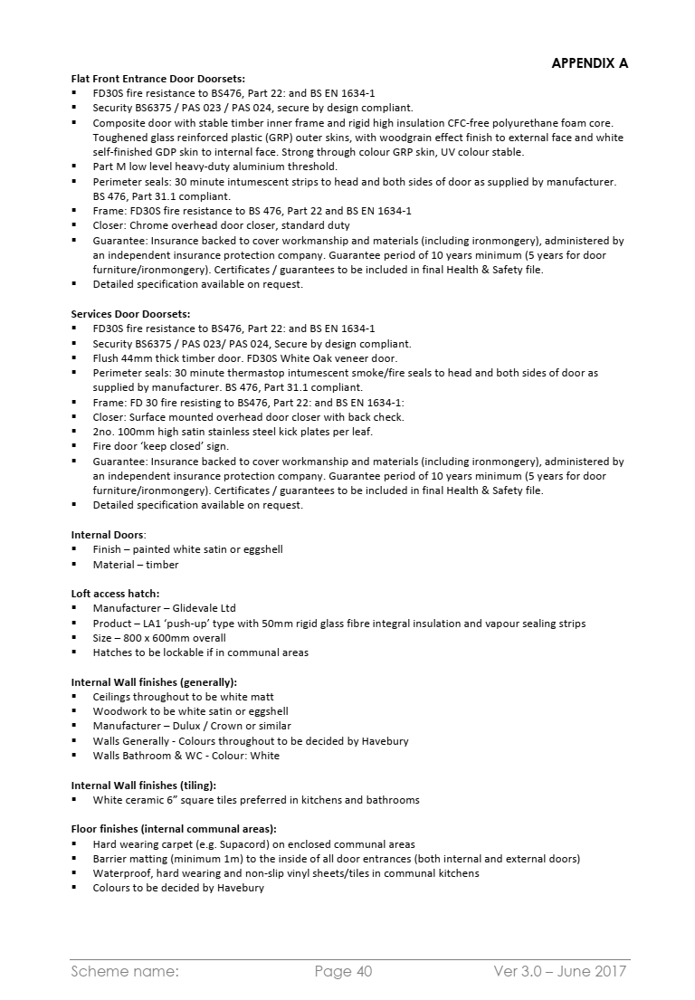 APPENDIX A
Flat Front Entrance Door Doorsets:
▪ FD30S fire resistance to BS476, Part 22: and BS EN 1634-1
▪ Security BS6375 / PAS 023 / PAS 024, secure by design compliant.
▪ Composite door with stable timber inner frame and rigid high insulation CFC-free polyurethane foam core.
Toughened glass reinforced plastic (GRP) outer skins, with woodgrain effect finish to external face and white
self-finished GDP skin to internal face. Strong through colour GRP skin, UV colour stable.
▪ Part M low level heavy-duty aluminium threshold.
▪ Perimeter seals: 30 minute intumescent strips to head and both sides of door as supplied by manufacturer.
BS 476, Part 31.1 compliant.
▪ Frame: FD30S fire resistance to BS 476, Part 22 and BS EN 1634-1
▪ Closer: Chrome overhead door closer, standard duty
▪ Guarantee: Insurance backed to cover workmanship and materials (including ironmongery), administered by
an independent insurance protection company. Guarantee period of 10 years minimum (5 years for door
furniture/ironmongery). Certificates / guarantees to be included in final Health & Safety file.
▪ Detailed specification available on request.
Services Door Doorsets:
▪ FD30S fire resistance to BS476, Part 22: and BS EN 1634-1
▪ Security BS6375 / PAS 023/ PAS 024, Secure by design compliant.
▪ Flush 44mm thick timber door. FD30S White Oak veneer door.
▪ Perimeter seals: 30 minute thermastop intumescent smoke/fire seals to head and both sides of door as
supplied by manufacturer. BS 476, Part 31.1 compliant.
▪ Frame: FD 30 fire resisting to BS476, Part 22: and BS EN 1634-1:
▪ Closer: Surface mounted overhead door closer with back check.
▪ 2no. 100mm high satin stainless steel kick plates per leaf.
▪ Fire door ‘keep closed’ sign.
▪ Guarantee: Insurance backed to cover workmanship and materials (including ironmongery), administered by
an independent insurance protection company. Guarantee period of 10 years minimum (5 years for door
furniture/ironmongery). Certificates / guarantees to be included in final Health & Safety file.
▪ Detailed specification available on request.
Internal Doors:
▪ Finish – painted white satin or eggshell
▪ Material – timber
Loft access hatch:
▪ Manufacturer – Glidevale Ltd
▪ Product – LA1 ‘push-up’ type with 50mm rigid glass fibre integral insulation and vapour sealing strips
▪ Size – 800 x 600mm overall
▪ Hatches to be lockable if in communal areas
Internal Wall finishes (generally):
▪ Ceilings throughout to be white matt
▪ Woodwork to be white satin or eggshell
▪ Manufacturer – Dulux / Crown or similar
▪ Walls Generally - Colours throughout to be decided by Havebury
▪ Walls Bathroom & WC - Colour: White
Internal Wall finishes (tiling):
▪ White ceramic 6” square tiles preferred in kitchens and bathrooms
Floor finishes (internal communal areas):
▪ Hard wearing carpet (e.g. Supacord) on enclosed communal areas
▪ Barrier matting (minimum 1m) to the inside of all door entrances (both internal and external doors)
▪ Waterproof, hard wearing and non-slip vinyl sheets/tiles in communal kitchens
▪ Colours to be decided by Havebury
Scheme name: Page 40 Ver 3.0 – June 2017